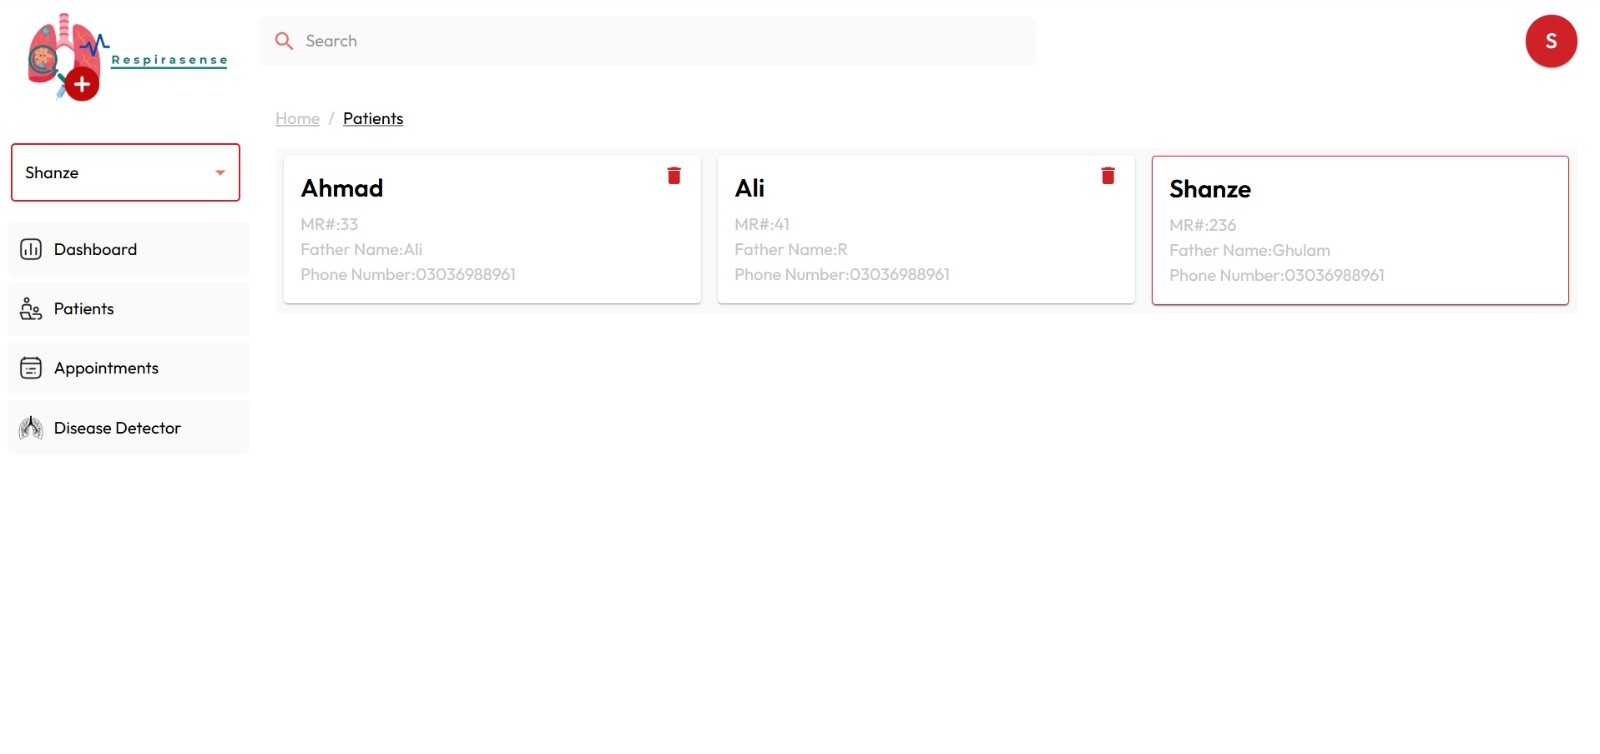 Respirasense
Search
S
Home / Patients
Shanze
Dashboard
Patients
Appointments
Disease Detector
Ahmad
MR#:33
Father Name:Ali
Phone Number:03036988961
Ali
MR#:41
Father Name:R
Phone Number:03036988961
Shanze
MR#:236
Father Name:Ghulam
Phone Number:03036988961